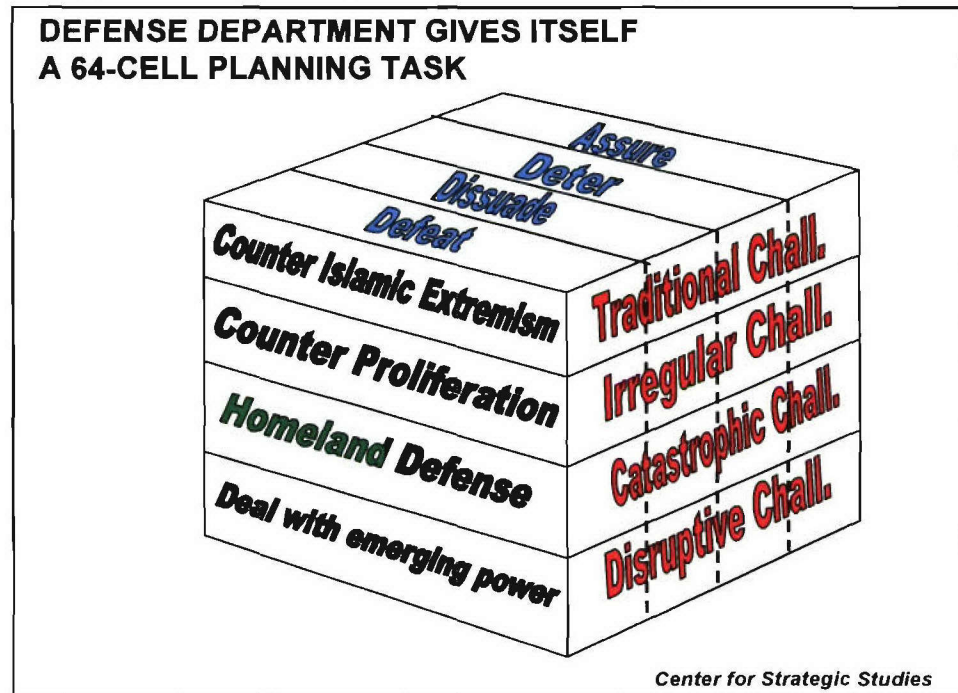 DEFENSE DEPARTMENT GIVES ITSELF
A 64-CELL PLANNING TASK
Assure
Deter
Dissuade
Defeat
Counter Islamic Extremism
Counter Proliferation
Homeland Defense
Deal with emerging power
Traditional Chall.
Irregular Chall.
Catastrophic Chall.
Disruptive Chall.
Center for Strategic Studies